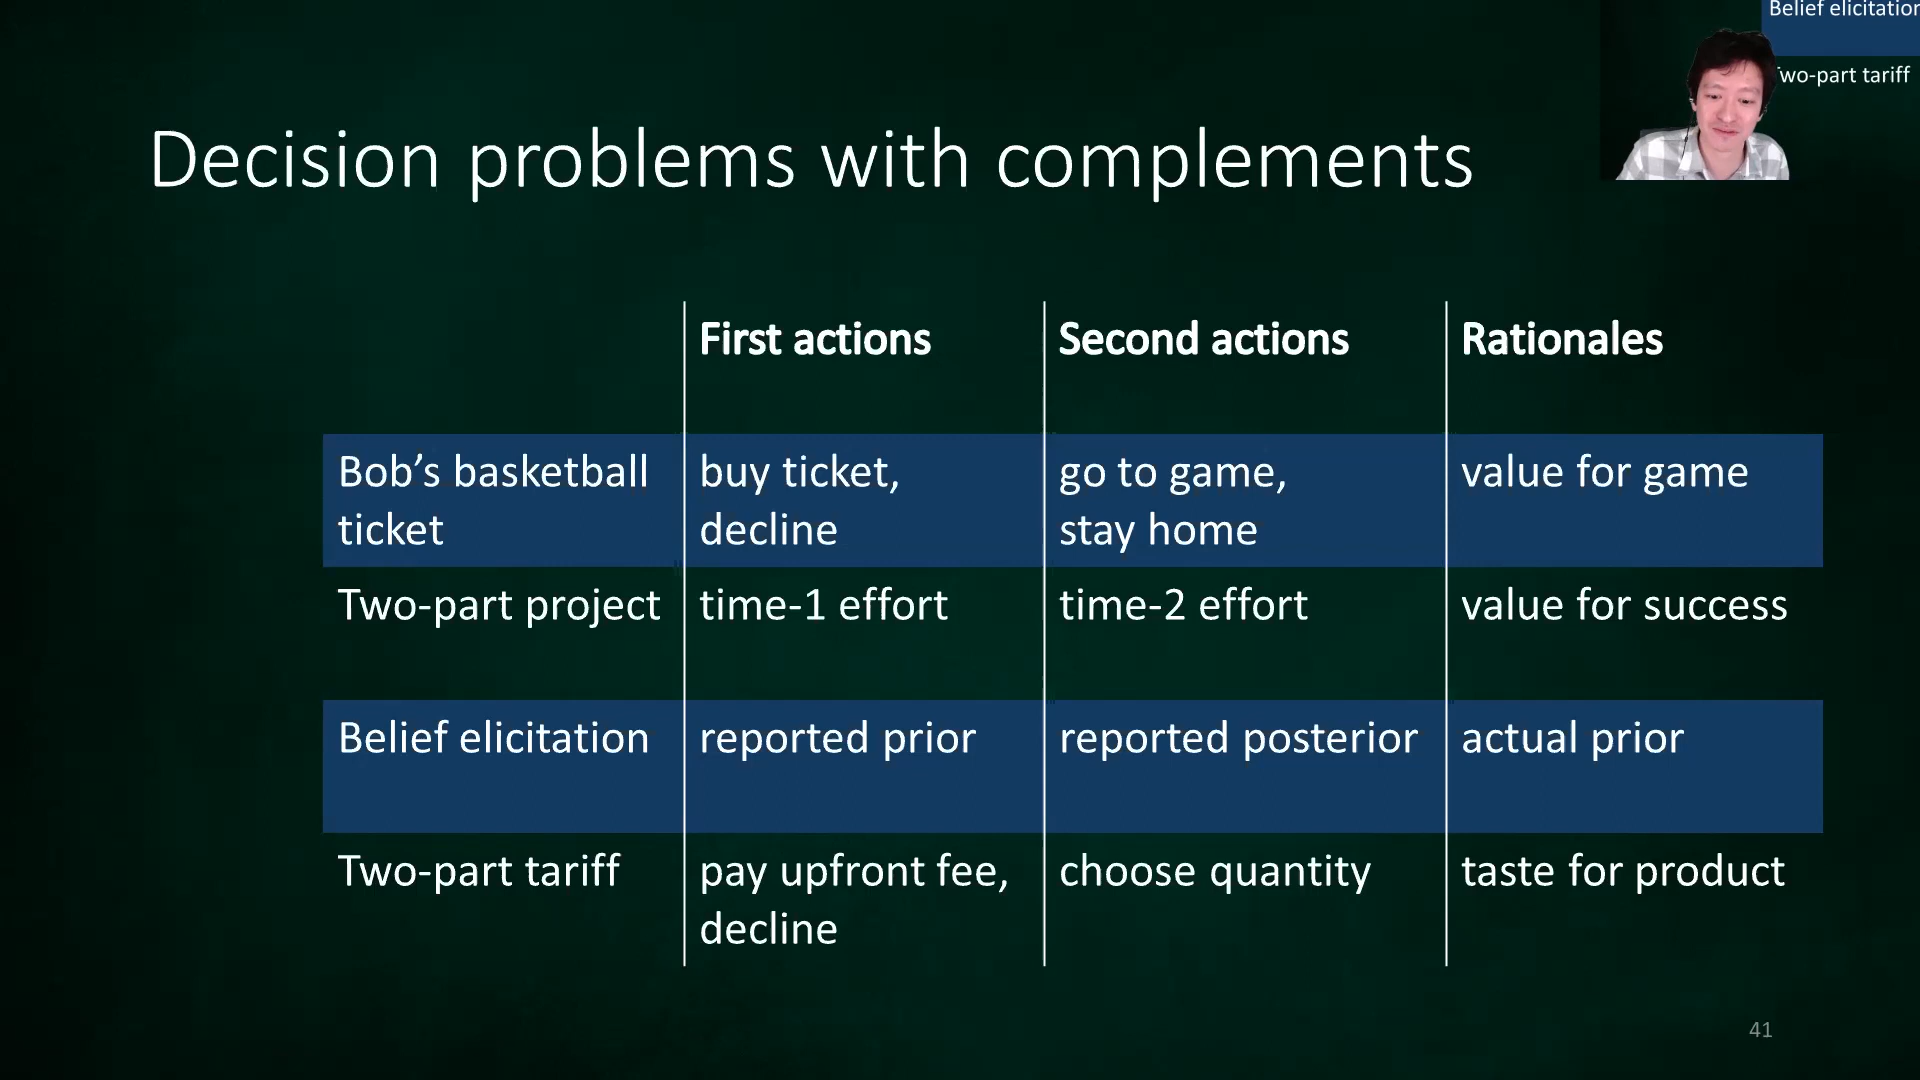 Belief elicitation
Two-part tariff
Decision problems with complements
First actions
Second actions
Rationales
Bob's basketball
ticket
buy ticket,
decline
go to game,
stay home
value for game
Two-part project
time-1 effort
time-2 effort
value for success
Belief elicitation
reported prior
reported posterior
actual prior
Two-part tariff
pay upfront fee,
decline
choose quantity
taste for product
41